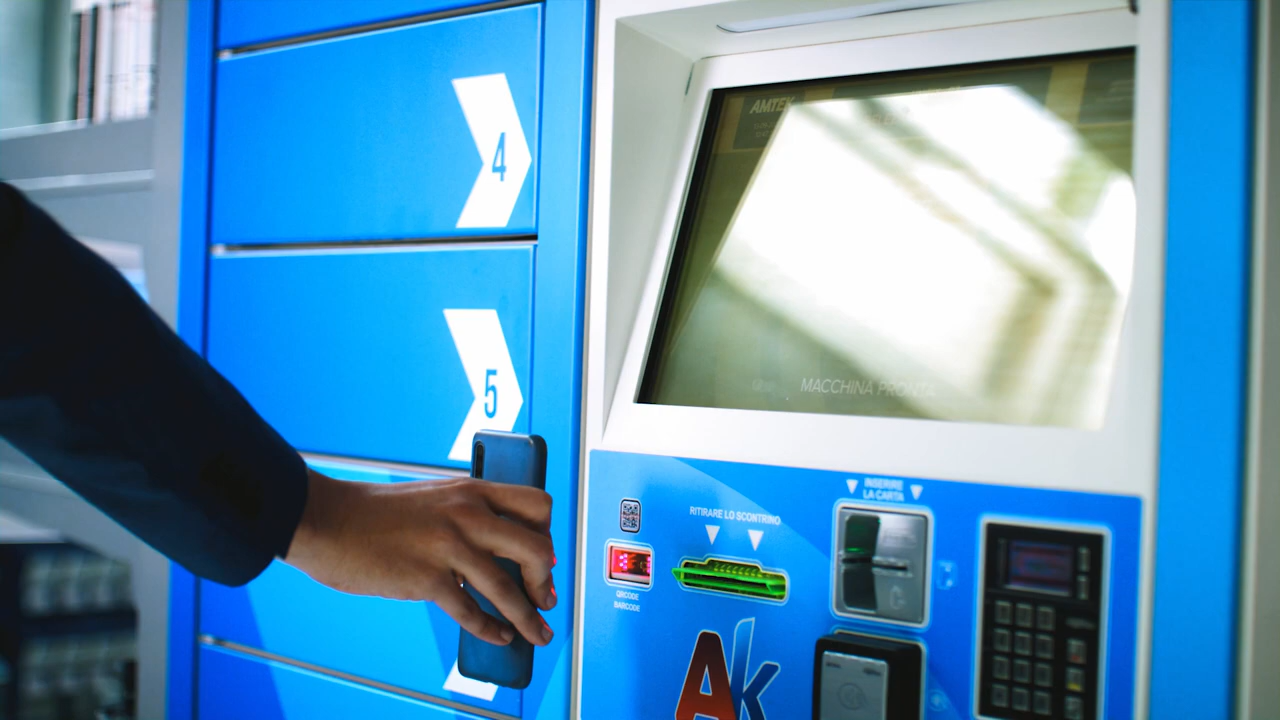 4
5
AMTEK
MACCHINA PRONTA
INSERIRE
LA CARTA
RITIRARE LO SCONTRINO
QRCODE
BARCODE
Ak